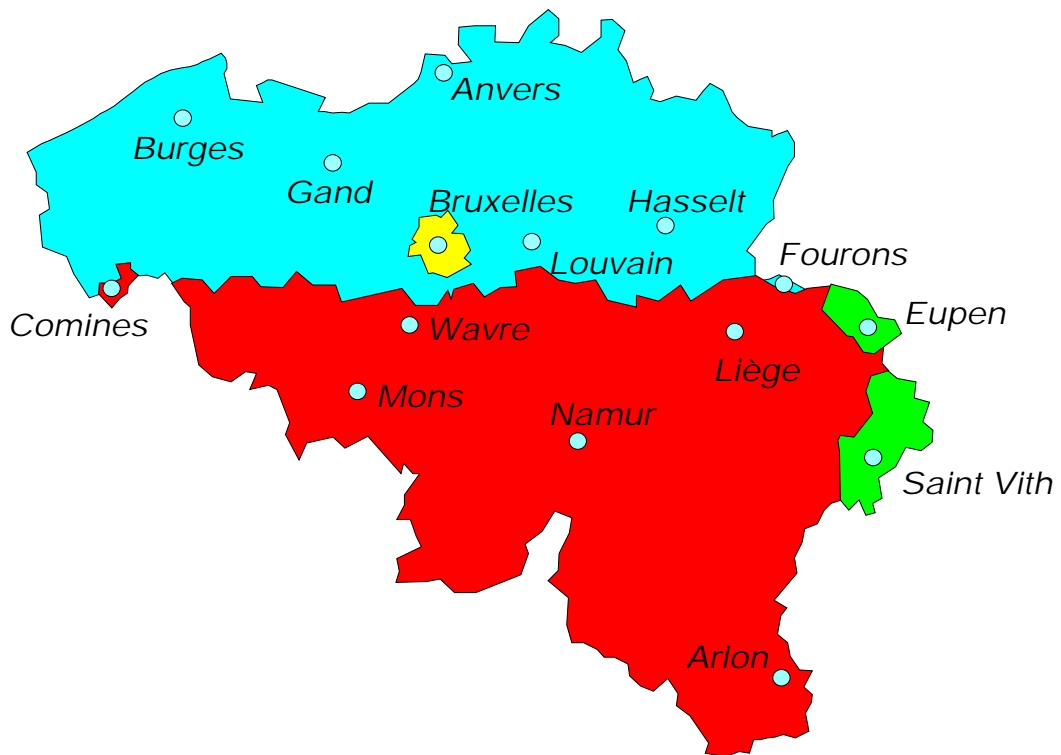 Anvers
Burges
Gand
Bruxelles
Hasselt
Louvain
Fourons
Comines
Wavre
Eupen
Liège
Mons
Namur
Saint Vith
Arlon